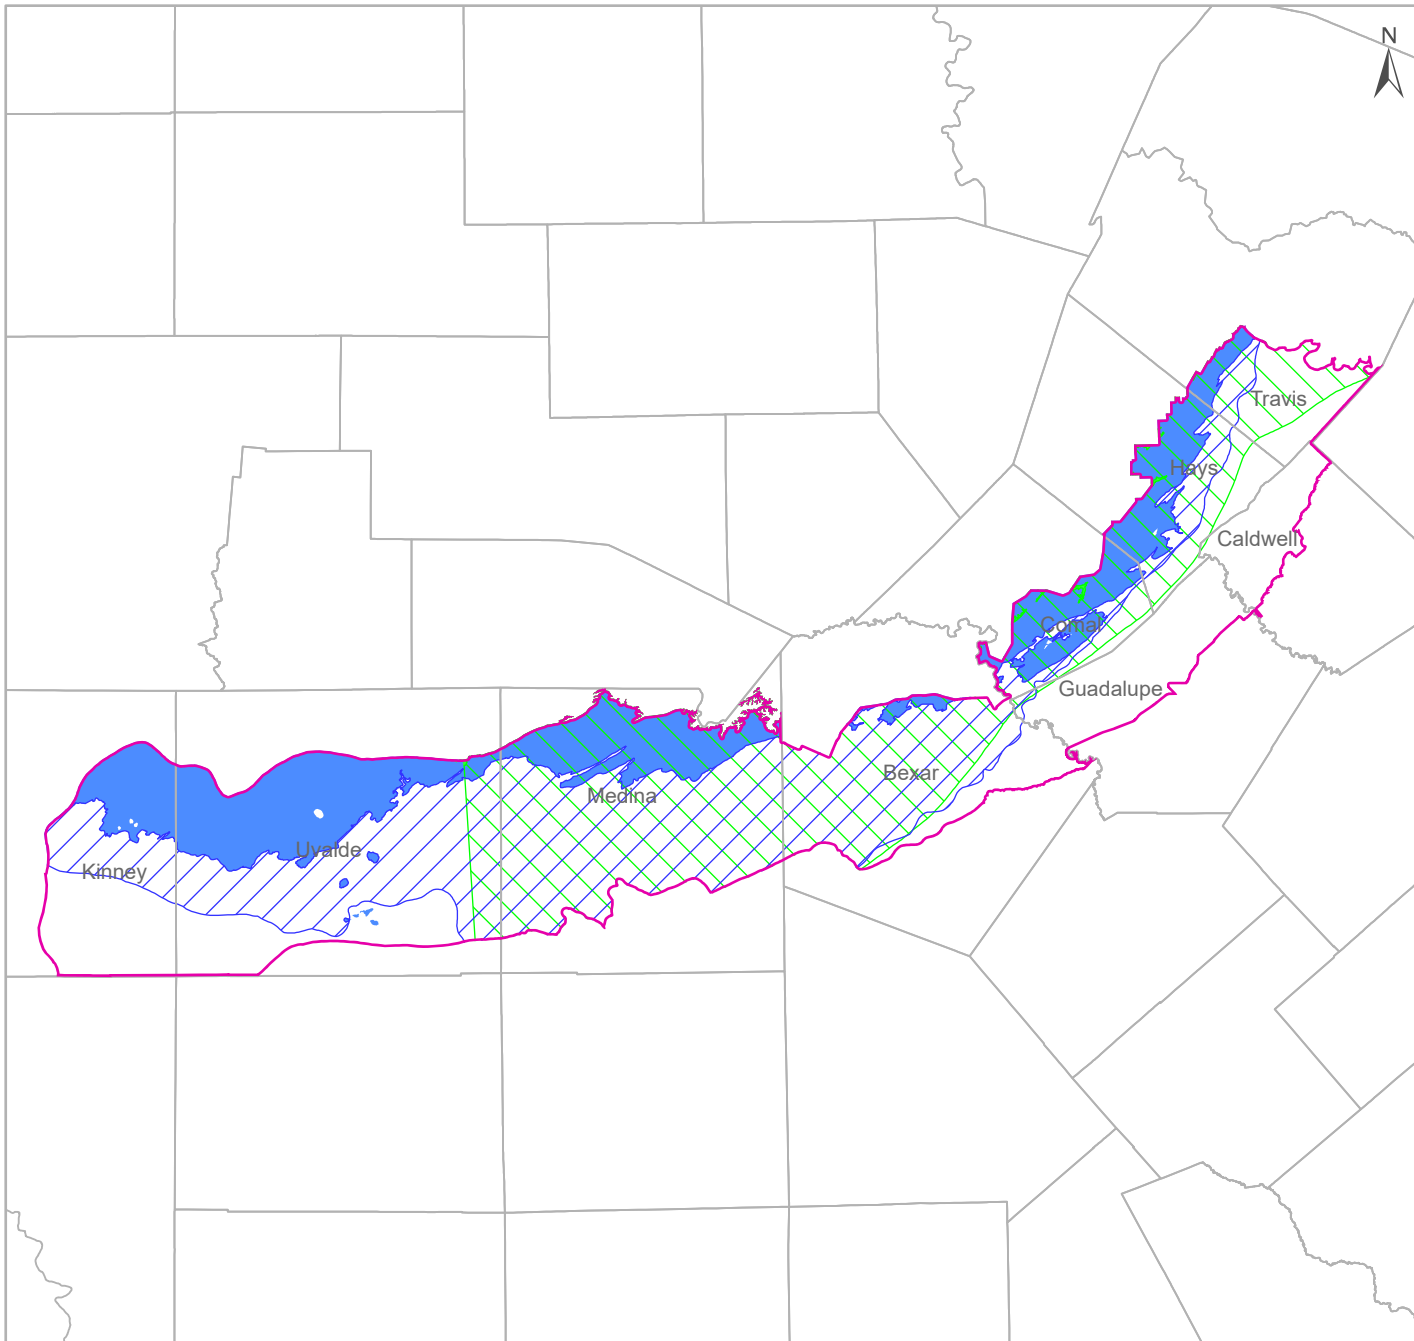 N
Travis
Hays
Caldwell
Comal
Guadalupe
Bexar
Medina
Uvalde
Kinney